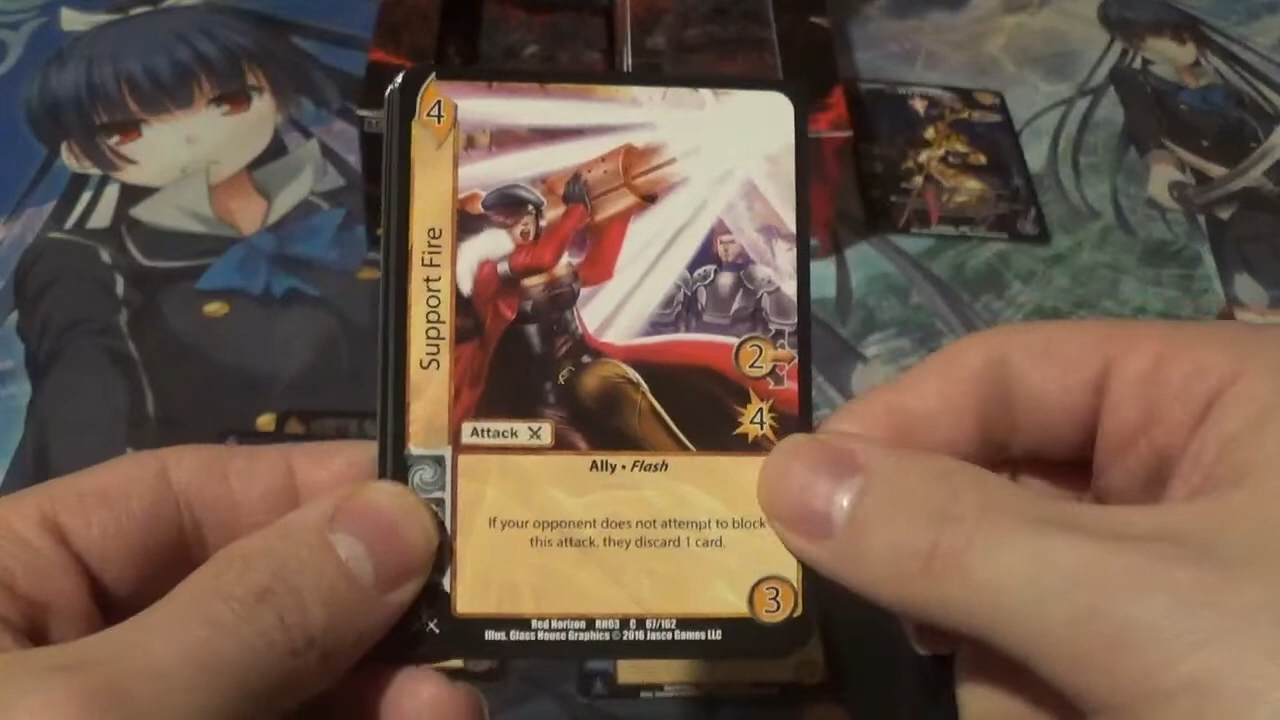 4
Support Fire
2
4
Attack
Ally • Flash
If your opponent does not attempt to block
this attack, they discard 1 card.
3
Red Horizon RH03 C 67/162
Illus. Glass House Graphics © 2016 Jasco Games LLC